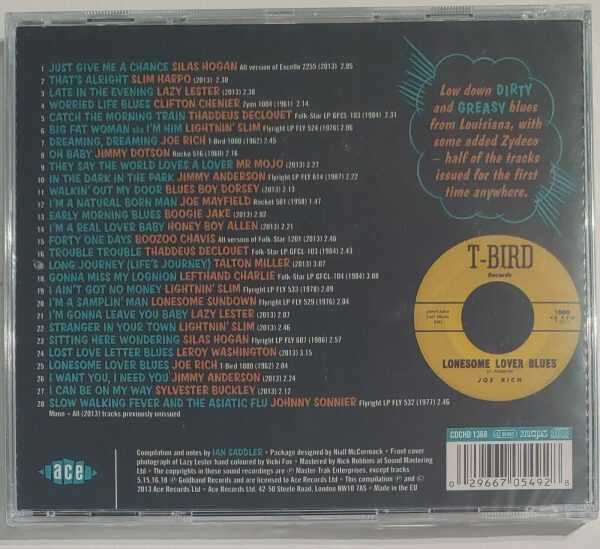 1 JUST GIVE ME A CHANCE SILAS HOGAN Alt version of Excello 2255 (2013) 2.05
2 THAT'S ALRIGHT SLIM HARPO (2013) 2.30
3 LATE IN THE EVENING LAZY LESTER (2013) 2.38
4 WORRIED LIFE BLUES CLIFTON CHENIER Zynn 1004 (1961) 2.14
5 CATCH THE MORNING TRAIN THADDEUS DECLOUET Folk-Star LP GFCL-103 (1984) 2.31
6 BIG FAT WOMAN aka I'M HIM LIGHTNIN' SLIM Flyright LP FLY 524 (1976) 2.06
7 DREAMING, DREAMING JOE RICH T-Bird 1000 (1962) 2.45
8 OH BABY JIMMY DOTSON Rocko 516 (1960) 2.16
9 THEY SAY THE WORLD LOVES A LOVER MR MOJO (2013) 2.27
10 IN THE DARK IN THE PARK JIMMY ANDERSON Flyright LP FLY 614 (1987) 2.22
11 WALKIN' OUT MY DOOR BLUES BOY DORSEY (2013) 2.13
12 I'M A NATURAL BORN MAN JOE MAYFIELD Rocket 501 (1958) 1.47
13 EARLY MORNING BLUES BOOGIE JAKE (2013) 2.02
14 I'M A REAL LOVER BABY HONEY BOY ALLEN (2013) 2.21
15 FORTY ONE DAYS BOOZOO CHAVIS Alt version of Folk-Star 1201 (2013) 2.40
16 TROUBLE TROUBLE THADDEUS DECLOUET Folk-Star LP GFCL-103 (1984) 2.43
17 LONG JOURNEY (LIFE'S JOURNEY) TALTON MILLER (2013) 3.07
18 GONNA MISS MY LOGNION LEFTHAND CHARLIE Folk-Star LP GFCL-104 (1984) 3.00
19 I AIN'T GOT NO MONEY LIGHTNIN' SLIM Flyright LP FLY 533 (1978) 2.09
20 I'M A SAMPLIN' MAN LONESOME SUNDOWN Flyright LP FLY 529 (1976) 2.04
21 I'M GONNA LEAVE YOU BABY LAZY LESTER (2013) 2.07
22 STRANGER IN YOUR TOWN LIGHTNIN' SLIM (2013) 2.46
23 SITTING HERE WONDERING SILAS HOGAN Flyright LP FLY 607 (1986) 2.57
24 LOST LOVE LETTER BLUES LEROY WASHINGTON (2013) 3.15
25 LONESOME LOVER BLUES JOE RICH T-Bird 1000 (1962) 2.04
26 I WANT YOU, I NEED YOU JIMMY ANDERSON (2013) 2.24
27 I CAN BE ON MY WAY SYLVESTER BUCKLEY (2013) 2.12
28 SLOW WALKING FEVER AND THE ASIATIC FLU JOHNNY SONNIER Flyright LP FLY 532 (1977) 2.46
Mono - All (2013) tracks previously unissued
Low down DIRTY
and GREASY blues
from Louisiana, with
some added Zydeco
– half of the tracks
issued for the first
time anywhere.
T-BIRD
Records
1000
45 RPM
LONESOME LOVER BLUES
JOE RICH
ace
Compilation and notes by IAN SADDLER • Package designed by Niall McCormack • Front cover
photograph of Lazy Lester hand coloured by Vicki Fox • Mastered by Nick Robbins at Sound Mastering
Ltd • The copyrights in these sound recordings are ℗ Master-Trak Enterprises, except tracks
5,15,16,18 ℗ Goldband Records and are licensed to Ace Records Ltd • This compilation ℗ and ©
2013 Ace Records Ltd • Ace Records Ltd, 42-50 Steele Road, London NW10 7AS • Made in the EU
CDCHD 1368
0 29667 05492 8